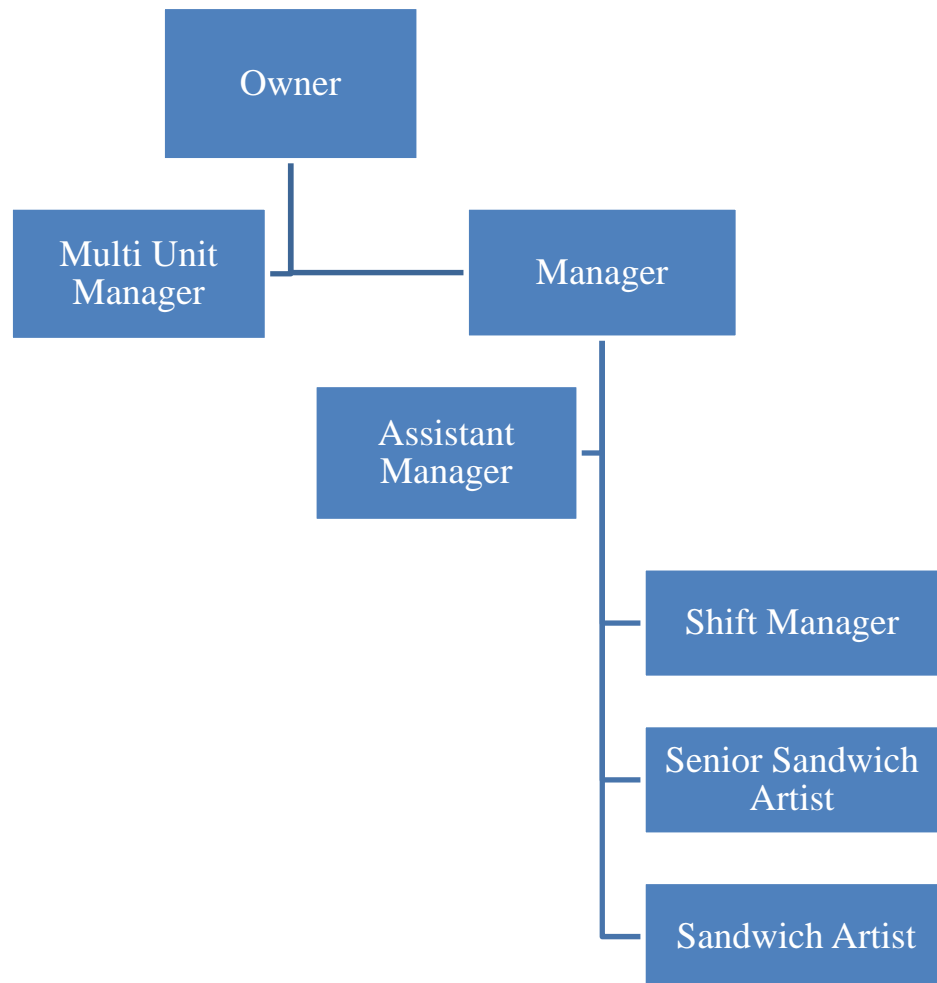 Owner
Multi Unit
Manager
Manager
Assistant
Manager
Shift Manager
Senior Sandwich
Artist
Sandwich Artist